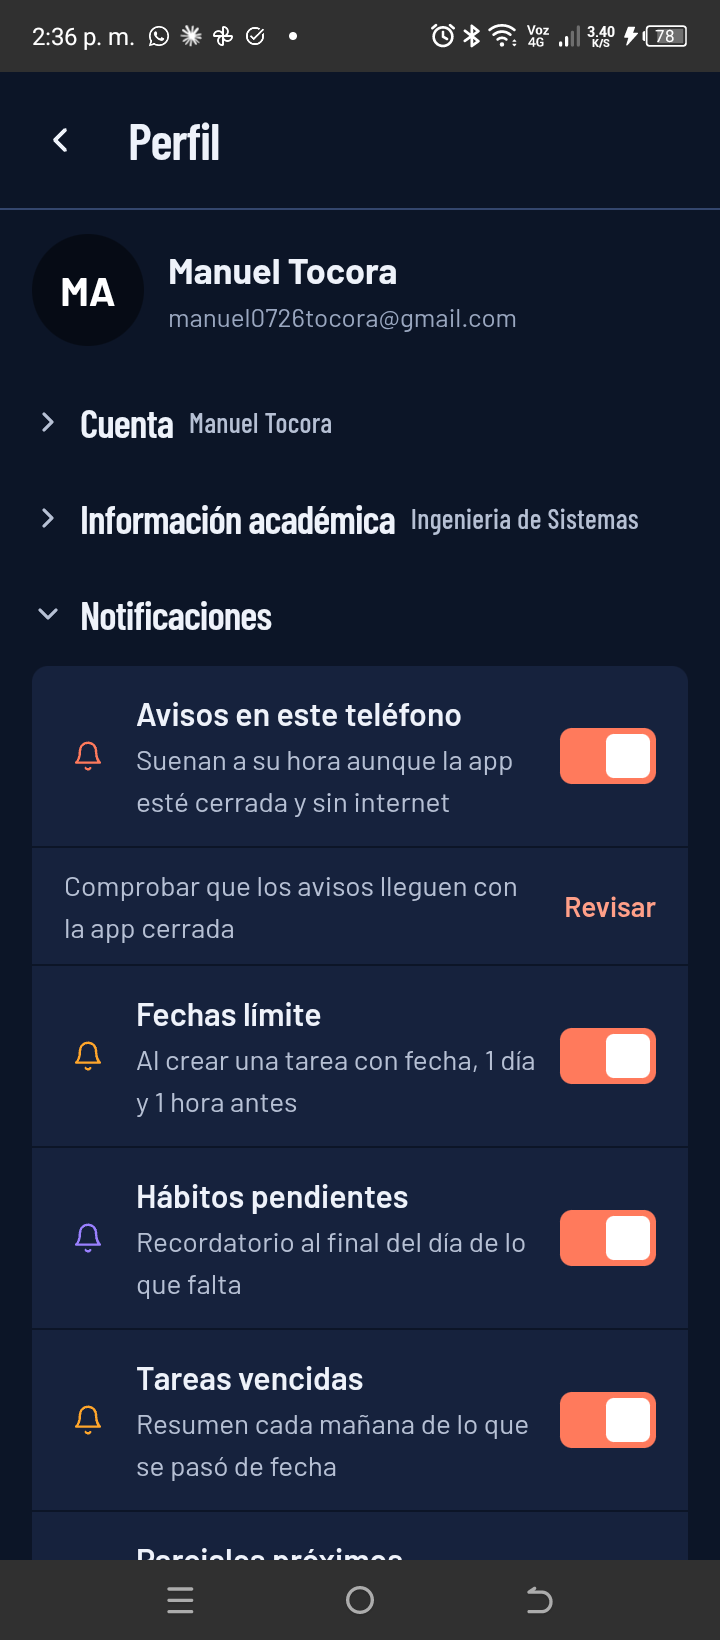 2:36 p. m.
Voz 4G
3.40 K/S
78
Perfil
MA
Manuel Tocora
manuel0726tocora@gmail.com
Cuenta Manuel Tocora
Información académica Ingenieria de Sistemas
Notificaciones
Avisos en este teléfono
Suenan a su hora aunque la app
esté cerrada y sin internet
Comprobar que los avisos lleguen con
la app cerrada
Revisar
Fechas límite
Al crear una tarea con fecha, 1 día
y 1 hora antes
Hábitos pendientes
Recordatorio al final del día de lo
que falta
Tareas vencidas
Resumen cada mañana de lo que
se pasó de fecha
Parciales próximos